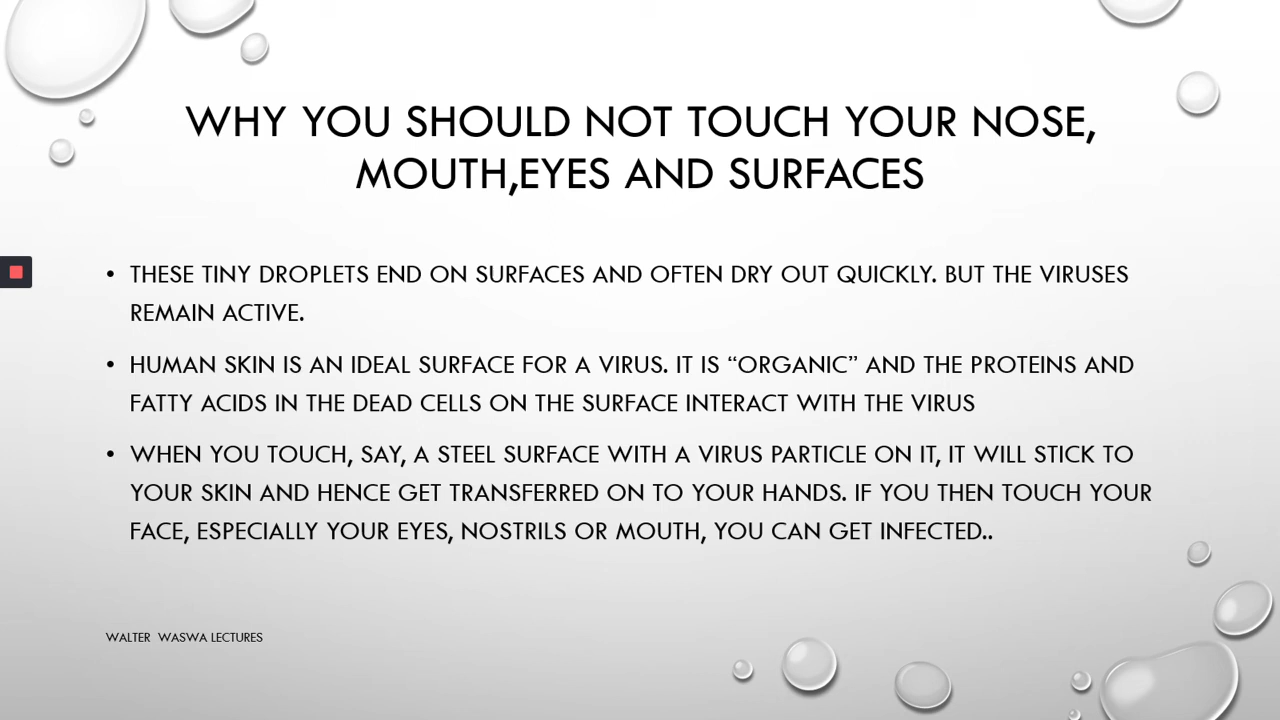 WHY YOU SHOULD NOT TOUCH YOUR NOSE,
MOUTH,EYES AND SURFACES
• THESE TINY DROPLETS END ON SURFACES AND OFTEN DRY OUT QUICKLY. BUT THE VIRUSES
REMAIN ACTIVE.
• HUMAN SKIN IS AN IDEAL SURFACE FOR A VIRUS. IT IS “ORGANIC” AND THE PROTEINS AND
FATTY ACIDS IN THE DEAD CELLS ON THE SURFACE INTERACT WITH THE VIRUS
• WHEN YOU TOUCH, SAY, A STEEL SURFACE WITH A VIRUS PARTICLE ON IT, IT WILL STICK TO
YOUR SKIN AND HENCE GET TRANSFERRED ON TO YOUR HANDS. IF YOU THEN TOUCH YOUR
FACE, ESPECIALLY YOUR EYES, NOSTRILS OR MOUTH, YOU CAN GET INFECTED..
WALTER WASWA LECTURES